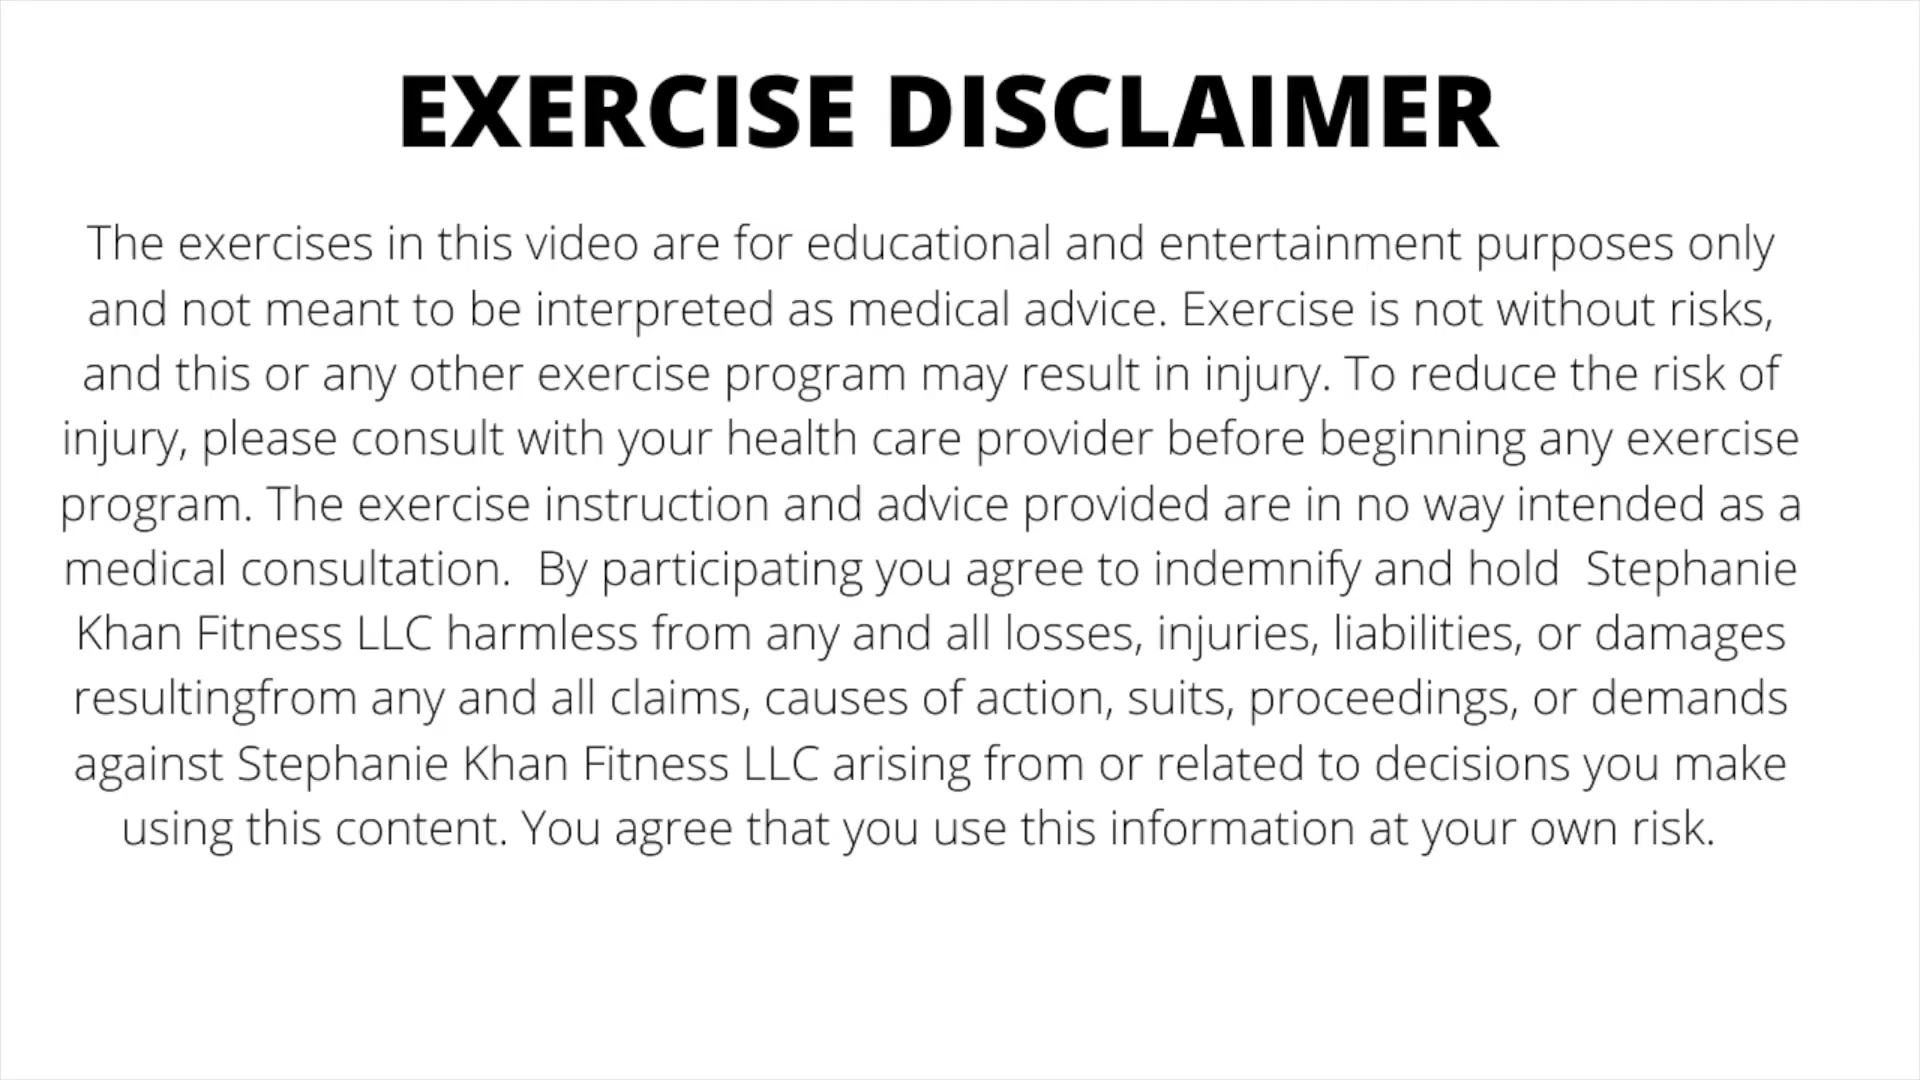 EXERCISE DISCLAIMER
The exercises in this video are for educational and entertainment purposes only
and not meant to be interpreted as medical advice. Exercise is not without risks,
and this or any other exercise program may result in injury. To reduce the risk of
injury, please consult with your health care provider before beginning any exercise
program. The exercise instruction and advice provided are in no way intended as a
medical consultation.  By participating you agree to indemnify and hold  Stephanie
Khan Fitness LLC harmless from any and all losses, injuries, liabilities, or damages
resultingfrom any and all claims, causes of action, suits, proceedings, or demands
against Stephanie Khan Fitness LLC arising from or related to decisions you make
using this content. You agree that you use this information at your own risk.